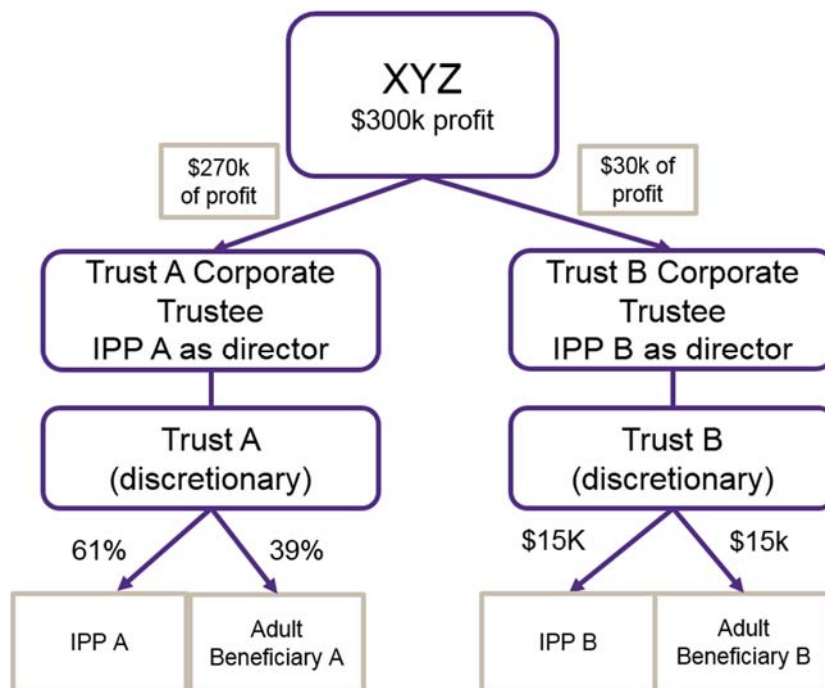 XYZ
$300k profit
$270k
of profit
$30k of
profit
Trust A Corporate
Trustee
IPP A as director
Trust B Corporate
Trustee
IPP B as director
Trust A
(discretionary)
Trust B
(discretionary)
61%
39%
$15K
$15k
IPP A
Adult
Beneficiary A
IPP B
Adult
Beneficiary B